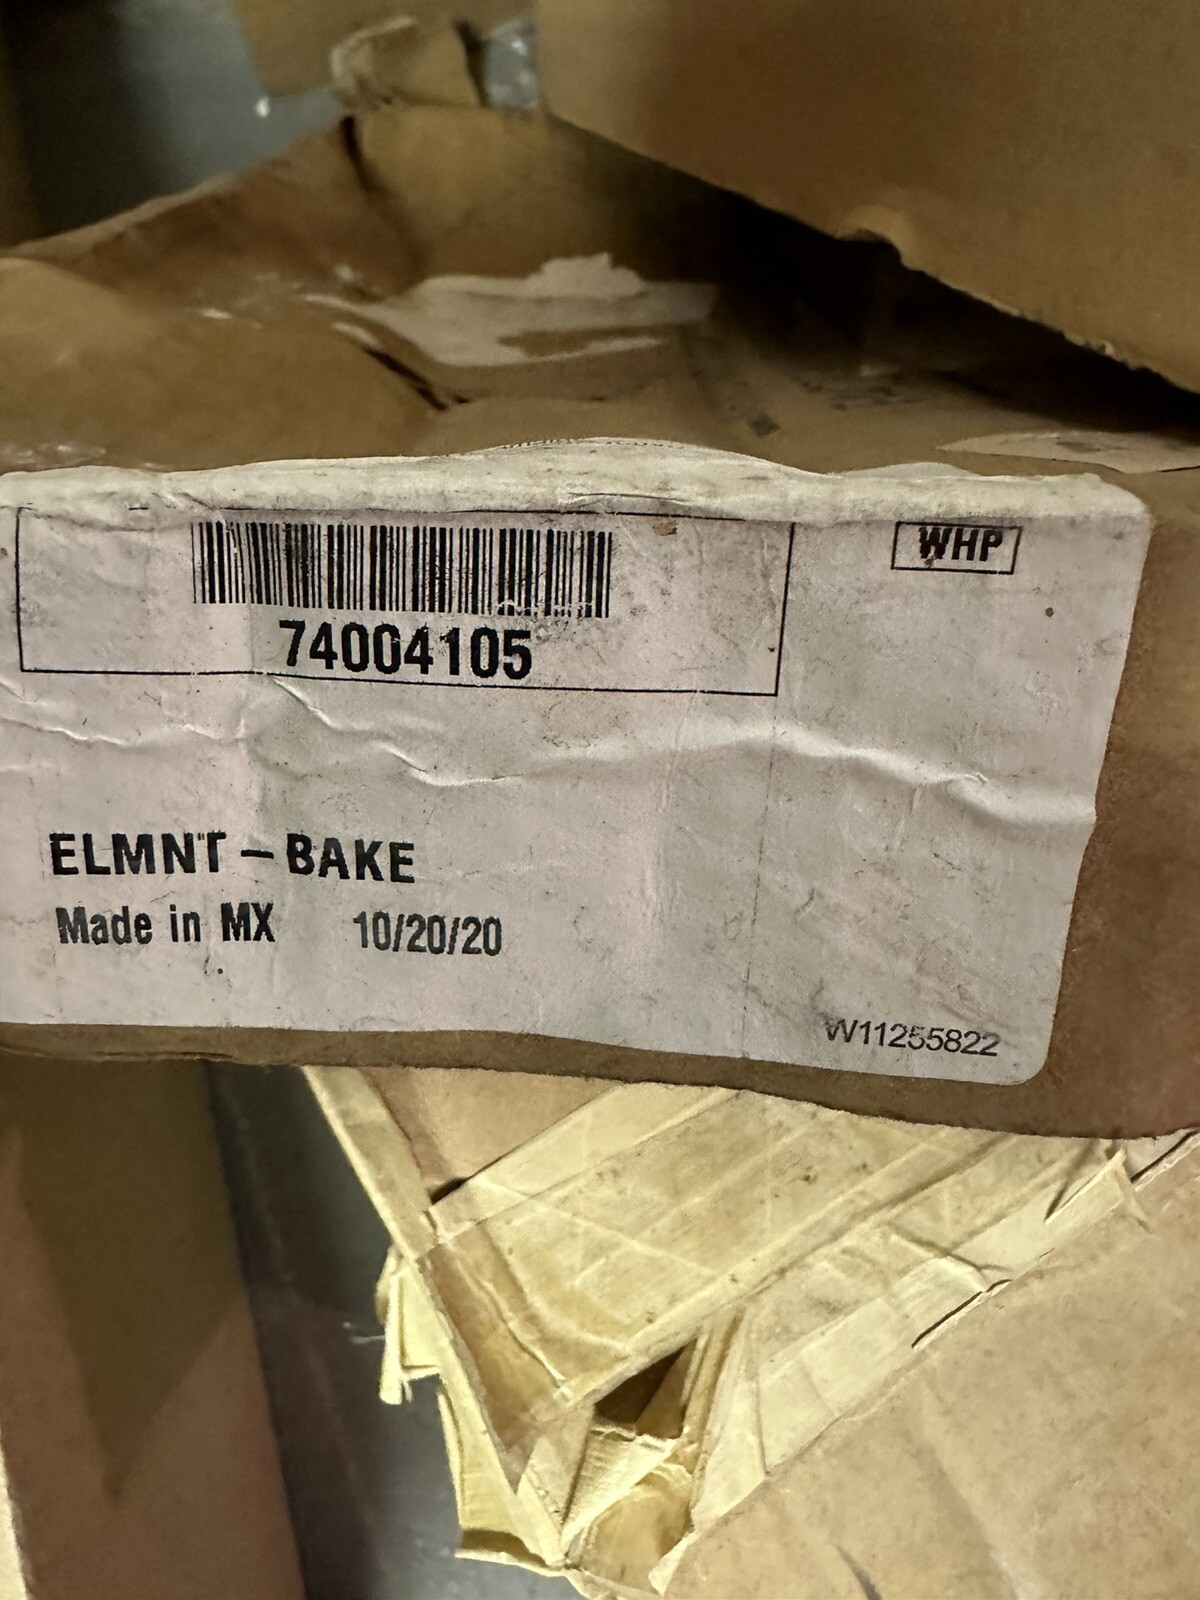 WHP
74004105
ELMNT – BAKE
Made in MX 10/20/20
W11255822